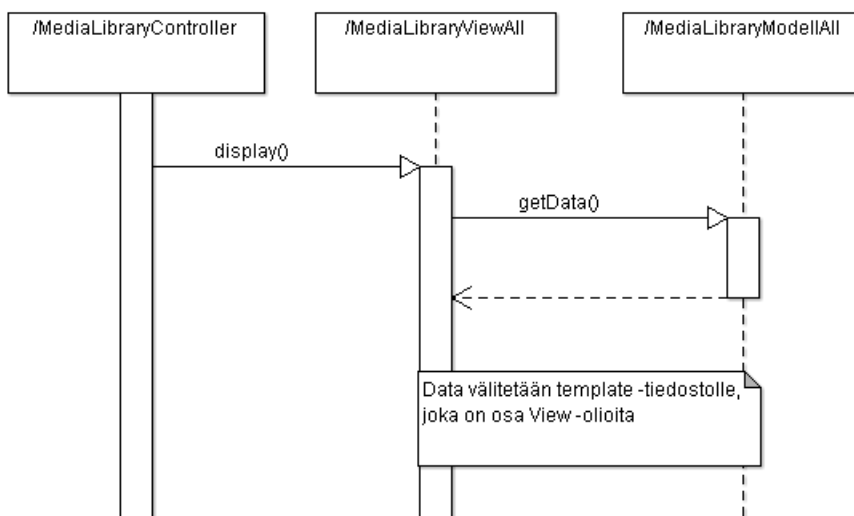 /MediaLibraryController
/MediaLibraryViewAll
/MediaLibraryModellAll
display()
getData()
Data välitetään template -tiedostolle,
joka on osa View -olioita